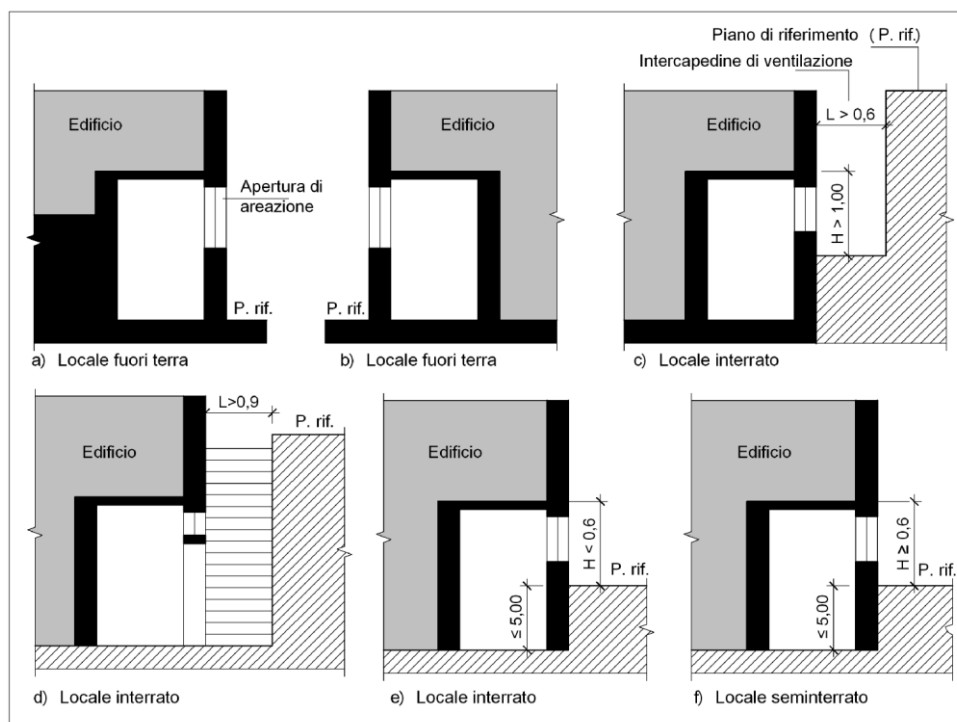 Piano di riferimento ( P. rif.)
Intercapedine di ventilazione
Edificio
Apertura di
areazione
P. rif.
a) Locale fuori terra
Edificio
P. rif.
b) Locale fuori terra
Edificio
L > 0,6
H > 1,00
c) Locale interrato
L>0,9
P. rif.
Edificio
d) Locale interrato
Edificio
H < 0,6
P. rif.
≤ 5,00
e) Locale interrato
Edificio
H ≥ 0,6
P. rif.
≤ 5,00
f) Locale seminterrato